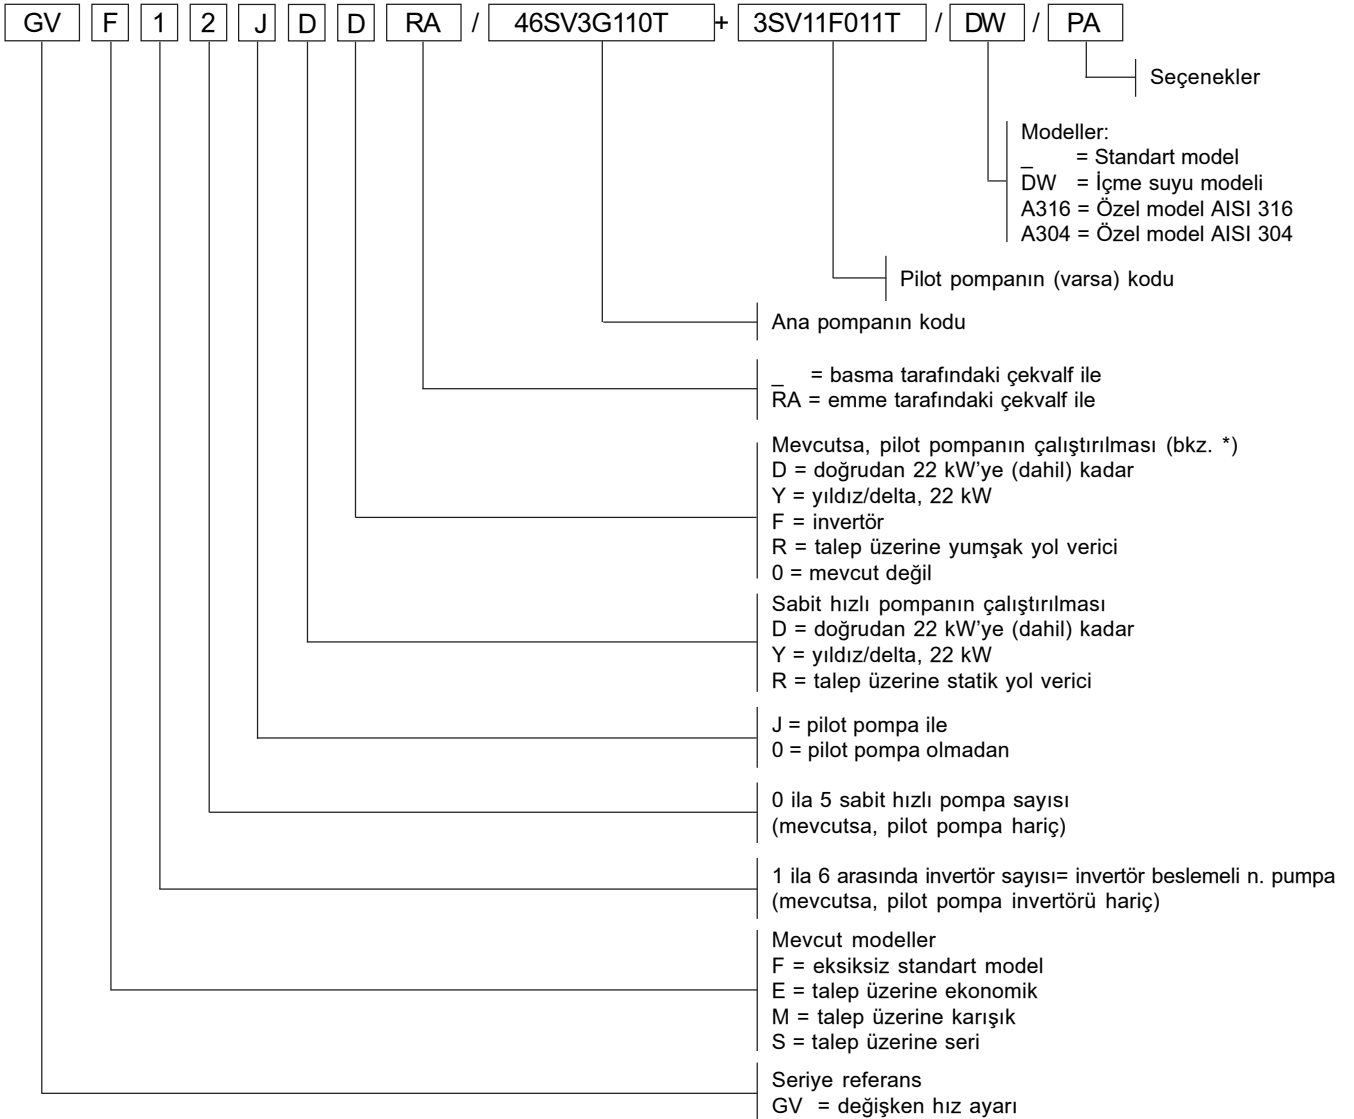 GV F 1 2 J D D RA / 46SV3G110T + 3SV11F011T / DW / PA
Seçenekler
Modeller:
_ = Standart model
DW = İçme suyu modeli
A316 = Özel model AISI 316
A304 = Özel model AISI 304
Pilot pompanın (varsa) kodu
Ana pompanın kodu
_ = basma tarafındaki çekvalf ile
RA = emme tarafındaki çekvalf ile
Mevcutsa, pilot pompanın çalıştırılması (bkz. *)
D = doğrudan 22 kW’ye (dahil) kadar
Y = yıldız/delta, 22 kW
F = invertör
R = talep üzerine yumşak yol verici
0 = mevcut değil
Sabit hızlı pompanın çalıştırılması
D = doğrudan 22 kW’ye (dahil) kadar
Y = yıldız/delta, 22 kW
R = talep üzerine statik yol verici
J = pilot pompa ile
0 = pilot pompa olmadan
0 ila 5 sabit hızlı pompa sayısı
(mevcutsa, pilot pompa hariç)
1 ila 6 arasında invertör sayısı= invertör beslemeli n. pumpa
(mevcutsa, pilot pompa invertörü hariç)
Mevcut modeller
F = eksiksiz standart model
E = talep üzerine ekonomik
M = talep üzerine karışık
S = talep üzerine seri
Seriye referans
GV = değişken hız ayarı